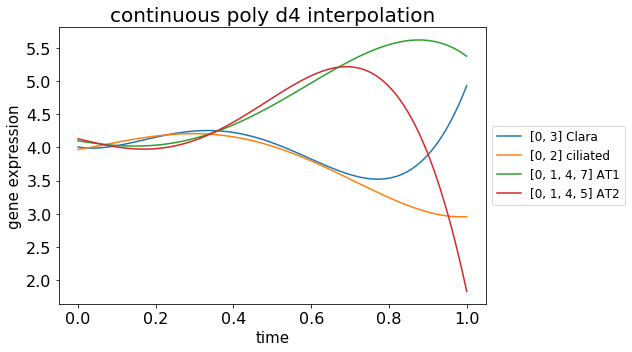 continuous poly d4 interpolation
gene expression
5.5
5.0
4.5
4.0
3.5
3.0
2.5
2.0
0.0 0.2 0.4 0.6 0.8 1.0
time
[0, 3] Clara
[0, 2] ciliated
[0, 1, 4, 7] AT1
[0, 1, 4, 5] AT2